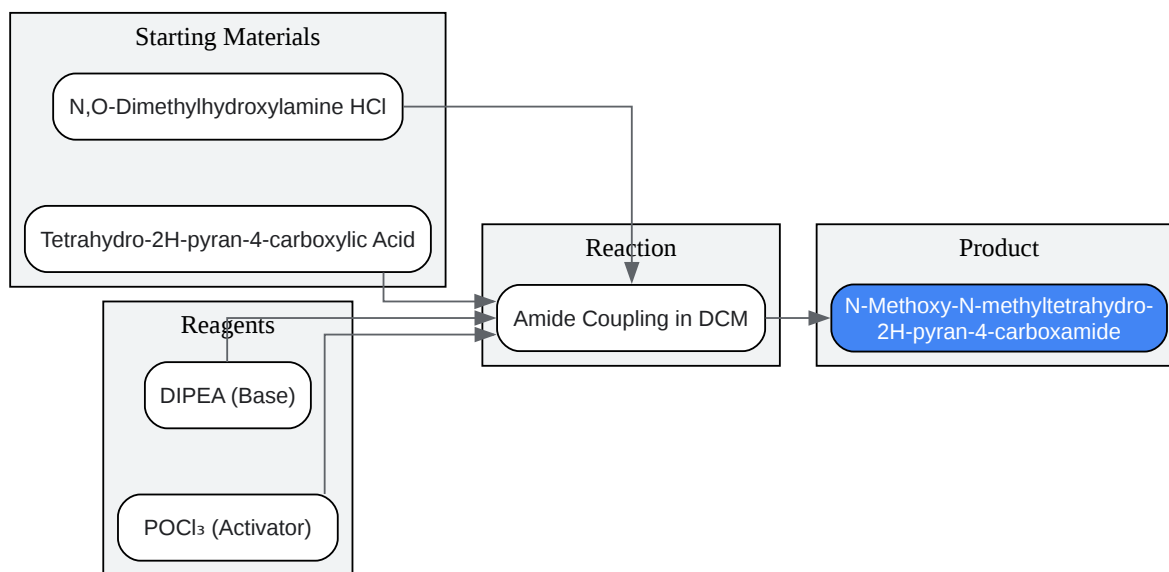 Starting Materials
N,O-Dimethylhydroxylamine HCl
Tetrahydro-2H-pyran-4-carboxylic Acid
Reagents
DIPEA (Base)
POCl₃ (Activator)
Reaction
Amide Coupling in DCM
Product
N-Methoxy-N-methyltetrahydro-
2H-pyran-4-carboxamide